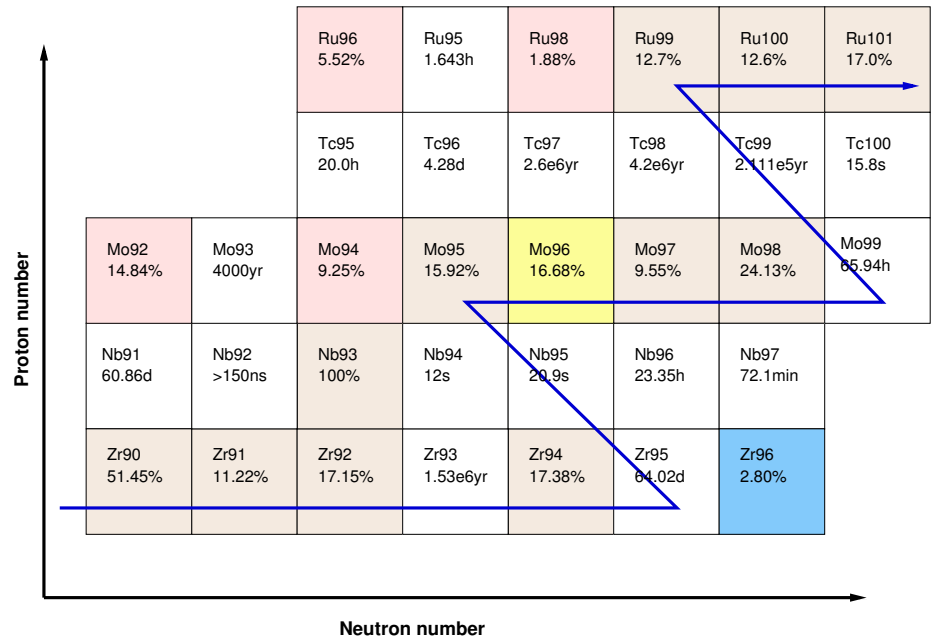 Ru96
5.52%
Ru95
1.643h
Ru98
1.88%
Ru99
12.7%
Ru100
12.6%
Ru101
17.0%
Tc95
20.0h
Tc96
4.28d
Tc97
2.6e6yr
Tc98
4.2e6yr
Tc99
2.111e5yr
Tc100
15.8s
Mo92
14.84%
Mo93
4000yr
Mo94
9.25%
Mo95
15.92%
Mo96
16.68%
Mo97
9.55%
Mo98
24.13%
Mo99
65.94h
Nb91
60.86d
Nb92
>150ns
Nb93
100%
Nb94
12s
Nb95
20.9s
Nb96
23.35h
Nb97
72.1min
Zr90
51.45%
Zr91
11.22%
Zr92
17.15%
Zr93
1.53e6yr
Zr94
17.38%
Zr95
64.02d
Zr96
2.80%
Proton number
Neutron number